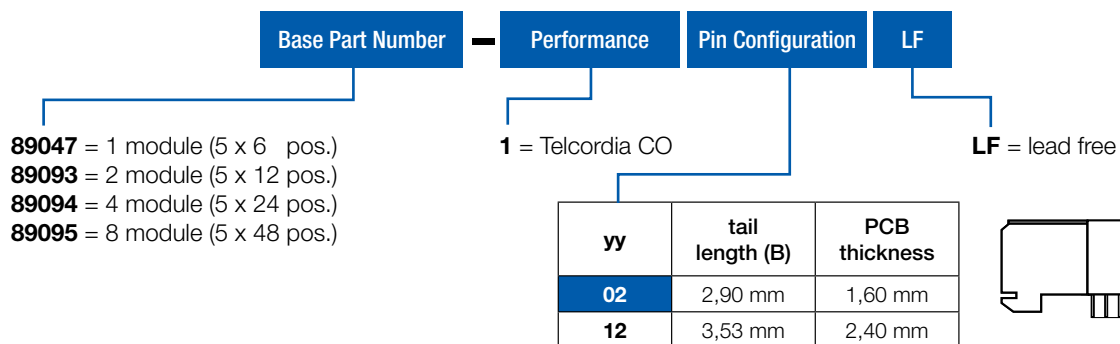 Base Part Number – Performance Pin Configuration LF
89047 = 1 module (5 x 6 pos.)
89093 = 2 module (5 x 12 pos.)
89094 = 4 module (5 x 24 pos.)
89095 = 8 module (5 x 48 pos.)
1 = Telcordia CO
LF = lead free
yy tail length (B) PCB thickness
02 2,90 mm 1,60 mm
12 3,53 mm 2,40 mm